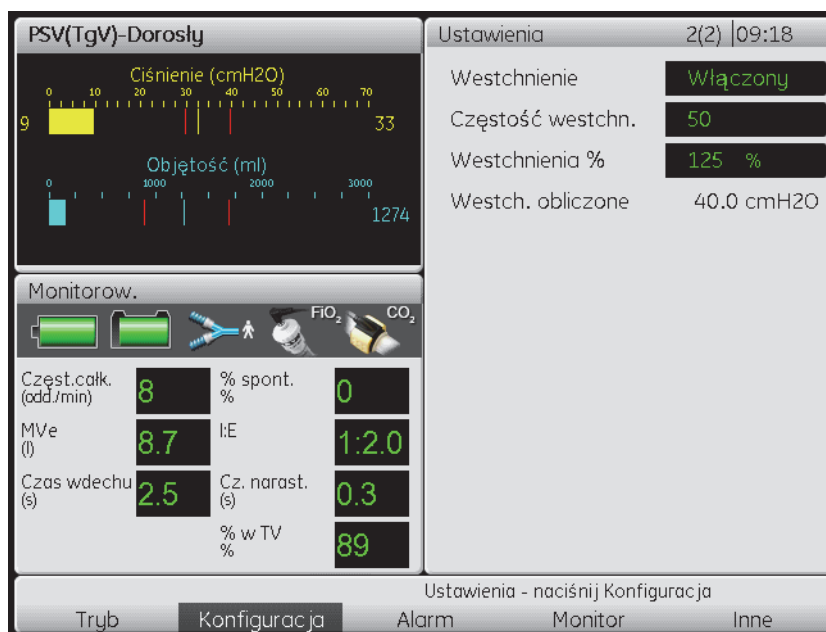 PSV(TgV)-Dorosły
Ciśnienie (cmH2O)
0 10 20 30 40 50 60 70
9 33
Objętość (ml)
0 1000 2000 3000
1274
Monitorow.
FiO2 CO2
Częst.całk. (odd./min) 8 % spont. % 0
MVe (l) 8.7 I:E 1:2.0
Czas wdechu (s) 2.5 Cz. narast. (s) 0.3
% w TV % 89
Ustawienia 2(2) 09:18
Westchnienie Włączony
Częstość westchn. 50
Westchnienia % 125 %
Westch. obliczone 40.0 cmH2O
Ustawienia - naciśnij Konfiguracja
Tryb Konfiguracja Alarm Monitor Inne